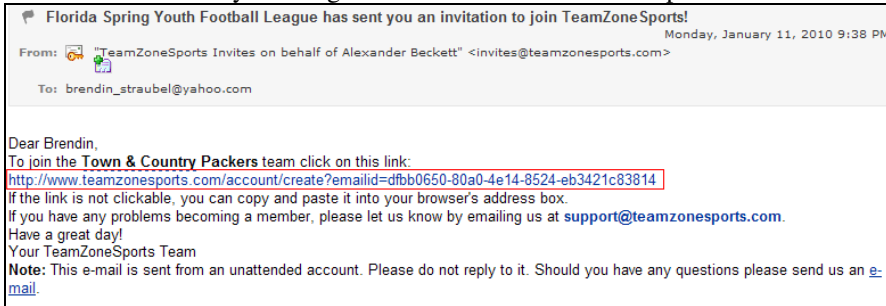 Florida Spring Youth Football League has sent you an invitation to join TeamZoneSports!
Monday, January 11, 2010 9:38 PM
From: "TeamZoneSports Invites on behalf of Alexander Beckett" <invites@teamzonesports.com>
To: brendin_straubel@yahoo.com
Dear Brendin,
To join the Town & Country Packers team click on this link:
http://www.teamzonesports.com/account/create?emailid=dfbb0650-80a0-4e14-8524-eb3421c83814
If the link is not clickable, you can copy and paste it into your browser's address box.
If you have any problems becoming a member, please let us know by emailing us at support@teamzonesports.com.
Have a great day!
Your TeamZoneSports Team
Note: This e-mail is sent from an unattended account. Please do not reply to it. Should you have any questions please send us an e-
mail.